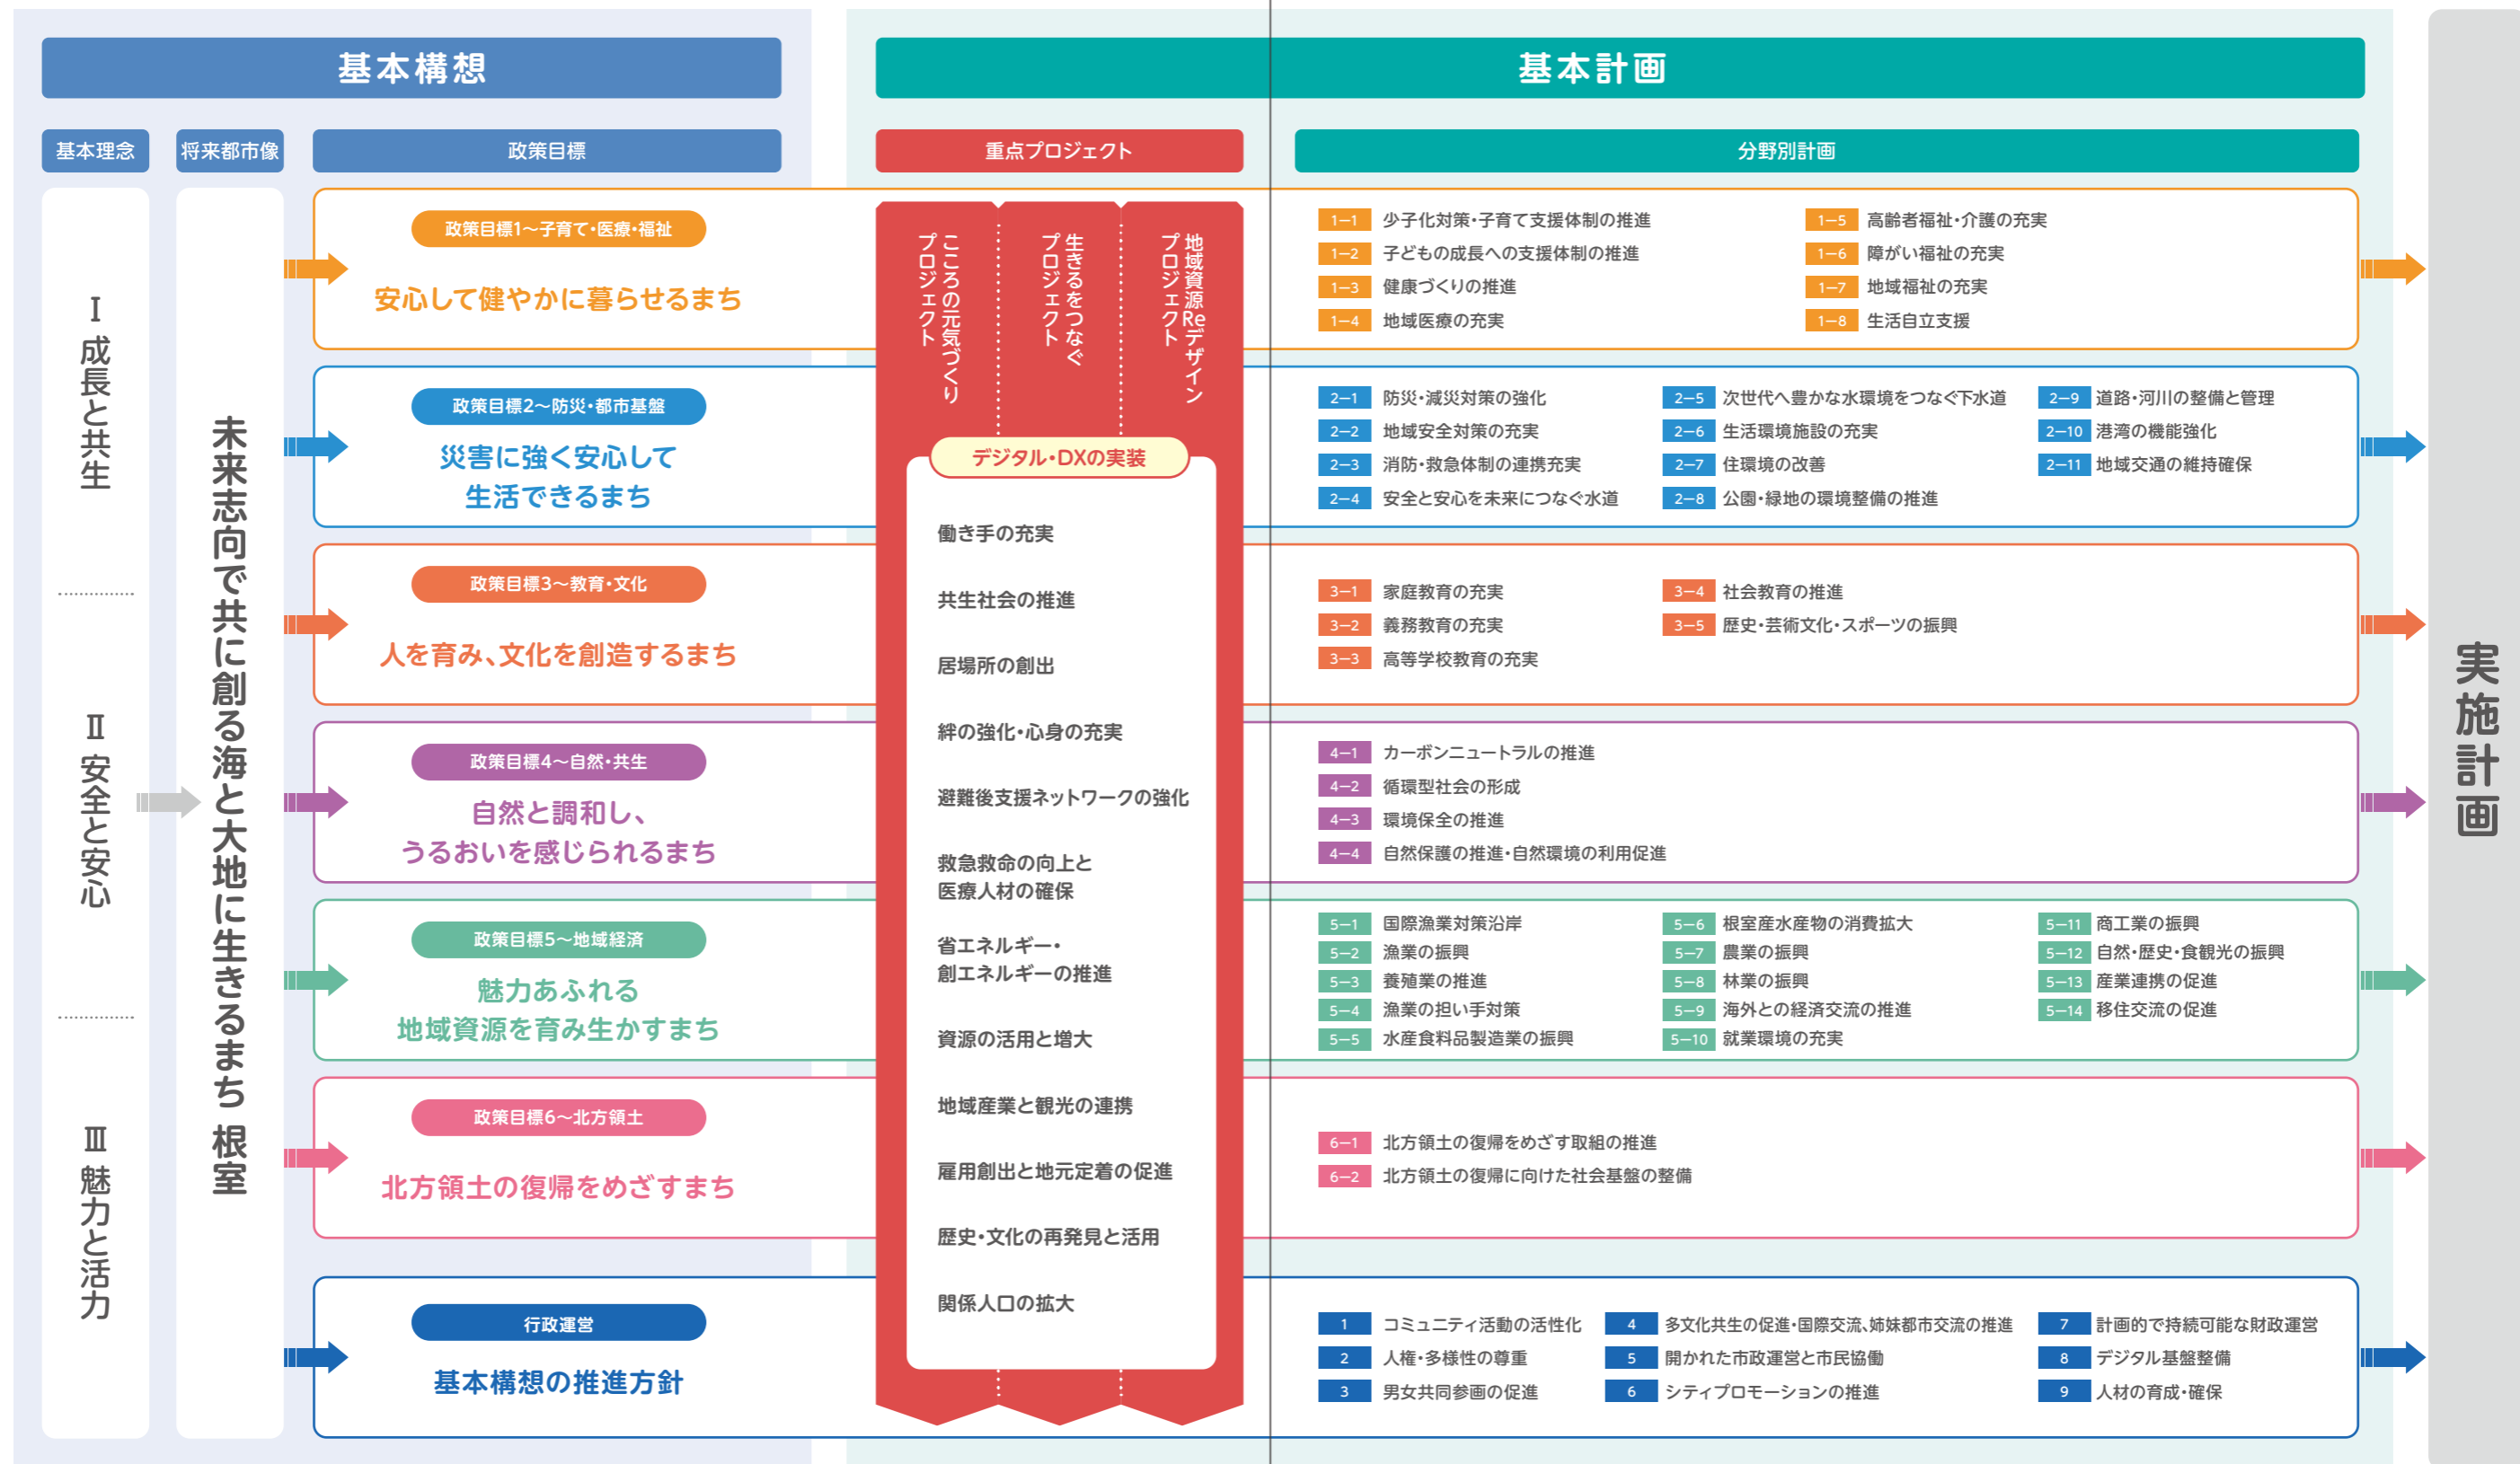 基本構想
基本計画
基本理念
将来都市像
政策目標
重点プロジェクト
分野別計画
Ⅰ 成長と共生
Ⅱ 安全と安心
Ⅲ 魅力と活力
未来志向で共に創る海と大地に生きるまち 根室
政策目標1～子育て・医療・福祉
安心して健やかに暮らせるまち
政策目標2～防災・都市基盤
災害に強く安心して
生活できるまち
政策目標3～教育・文化
人を育み、文化を創造するまち
政策目標4～自然・共生
自然と調和し、
うるおいを感じられるまち
政策目標5～地域経済
魅力あふれる
地域資源を育み生かすまち
政策目標6～北方領土
北方領土の復帰をめざすまち
行政運営
基本構想の推進方針
こころの元気づくり
プロジェクト
生きるをつなぐ
プロジェクト
地域資源Reデザイン
プロジェクト
デジタル・DXの実装
働き手の充実
共生社会の推進
居場所の創出
絆の強化・心身の充実
避難後支援ネットワークの強化
救急救命の向上と
医療人材の確保
省エネルギー・
創エネルギーの推進
資源の活用と増大
地域産業と観光の連携
雇用創出と地元定着の促進
歴史・文化の再発見と活用
関係人口の拡大
1－1 少子化対策・子育て支援体制の推進
1－2 子どもの成長への支援体制の推進
1－3 健康づくりの推進
1－4 地域医療の充実
1－5 高齢者福祉・介護の充実
1－6 障がい福祉の充実
1－7 地域福祉の充実
1－8 生活自立支援
2－1 防災・減災対策の強化
2－2 地域安全対策の充実
2－3 消防・救急体制の連携充実
2－4 安全と安心を未来につなぐ水道
2－5 次世代へ豊かな水環境をつなぐ下水道
2－6 生活環境施設の充実
2－7 住環境の改善
2－8 公園・緑地の環境整備の推進
2－9 道路・河川の整備と管理
2－10 港湾の機能強化
2－11 地域交通の維持確保
3－1 家庭教育の充実
3－2 義務教育の充実
3－3 高等学校教育の充実
3－4 社会教育の推進
3－5 歴史・芸術文化・スポーツの振興
4－1 カーボンニュートラルの推進
4－2 循環型社会の形成
4－3 環境保全の推進
4－4 自然保護の推進・自然環境の利用促進
5－1 国際漁業対策沿岸
5－2 漁業の振興
5－3 養殖業の推進
5－4 漁業の担い手対策
5－5 水産食料品製造業の振興
5－6 根室産水産物の消費拡大
5－7 農業の振興
5－8 林業の振興
5－9 海外との経済交流の推進
5－10 就業環境の充実
5－11 商工業の振興
5－12 自然・歴史・食観光の振興
5－13 産業連携の促進
5－14 移住交流の促進
6－1 北方領土の復帰をめざす取組の推進
6－2 北方領土の復帰に向けた社会基盤の整備
1 コミュニティ活動の活性化
2 人権・多様性の尊重
3 男女共同参画の促進
4 多文化共生の促進・国際交流、姉妹都市交流の推進
5 開かれた市政運営と市民協働
6 シティプロモーションの推進
7 計画的で持続可能な財政運営
8 デジタル基盤整備
9 人材の育成・確保
実施計画